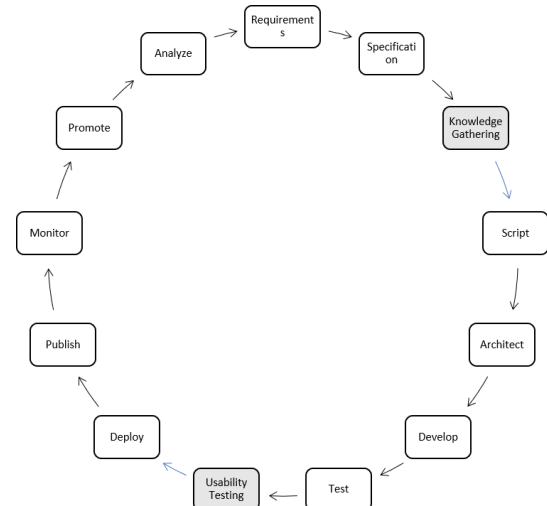 Requirement
s
Specificati
on
Knowledge
Gathering
Script
Architect
Develop
Test
Usability
Testing
Deploy
Publish
Monitor
Promote
Analyze